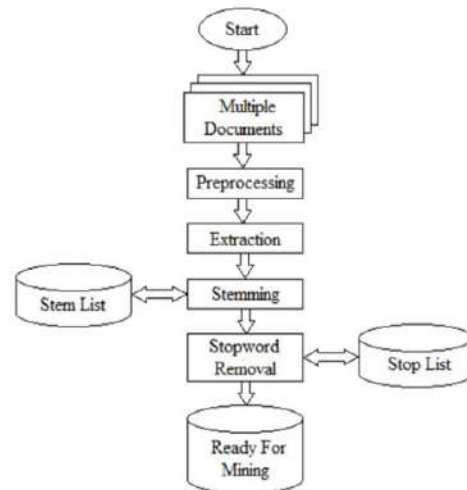 Start
Multiple
Documents
Preprocessing
Extraction
Stem List
Stemming
Stopword
Removal
Stop List
Ready For
Mining